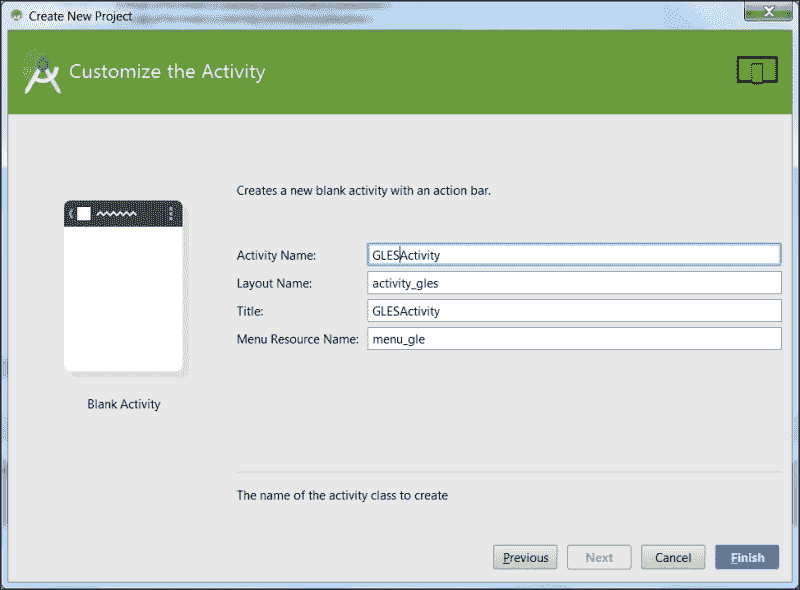 Create New Project
Customize the Activity
Creates a new blank activity with an action bar.
Activity Name: GLESActivity
Layout Name: activity_gles
Title: GLESActivity
Menu Resource Name: menu_gle
Blank Activity
The name of the activity class to create
Previous Next Cancel Finish